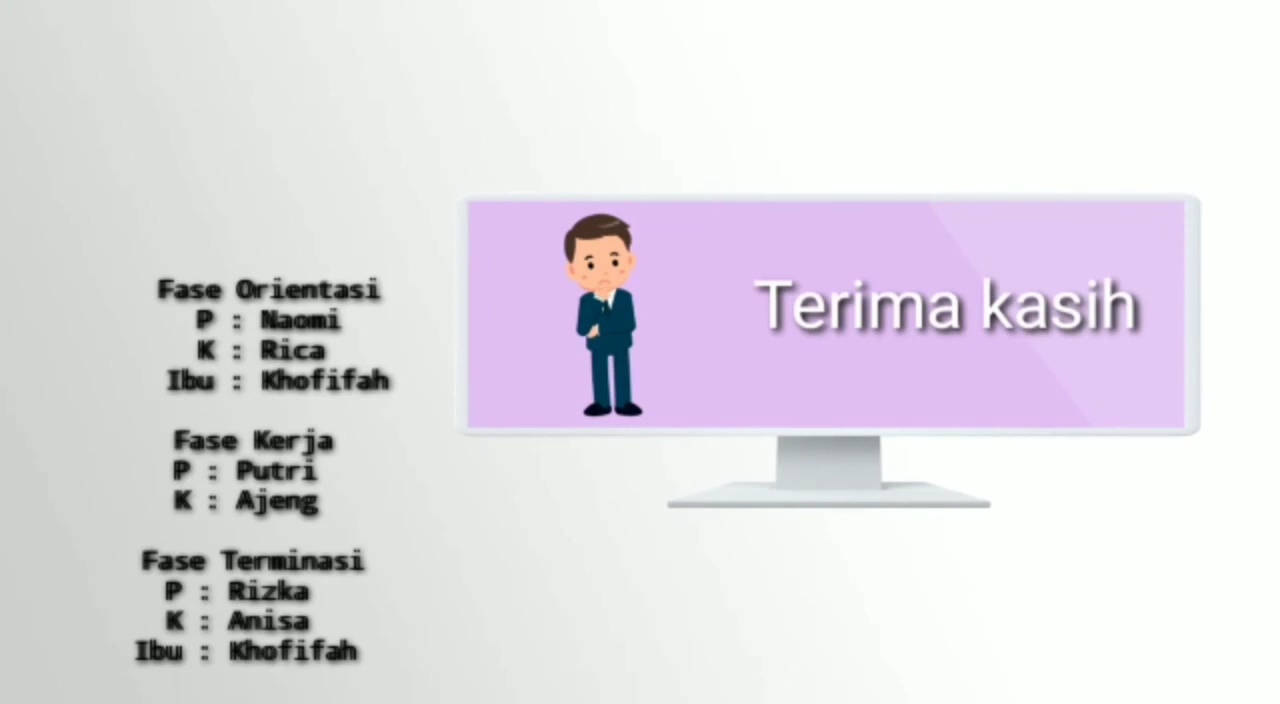 Fase Orientasi
P : Naomi
K : Rica
Ibu : Khofifah
Fase Kerja
P : Putri
K : Ajeng
Fase Terminasi
P : Rizka
K : Anisa
Ibu : Khofifah
Terima kasih